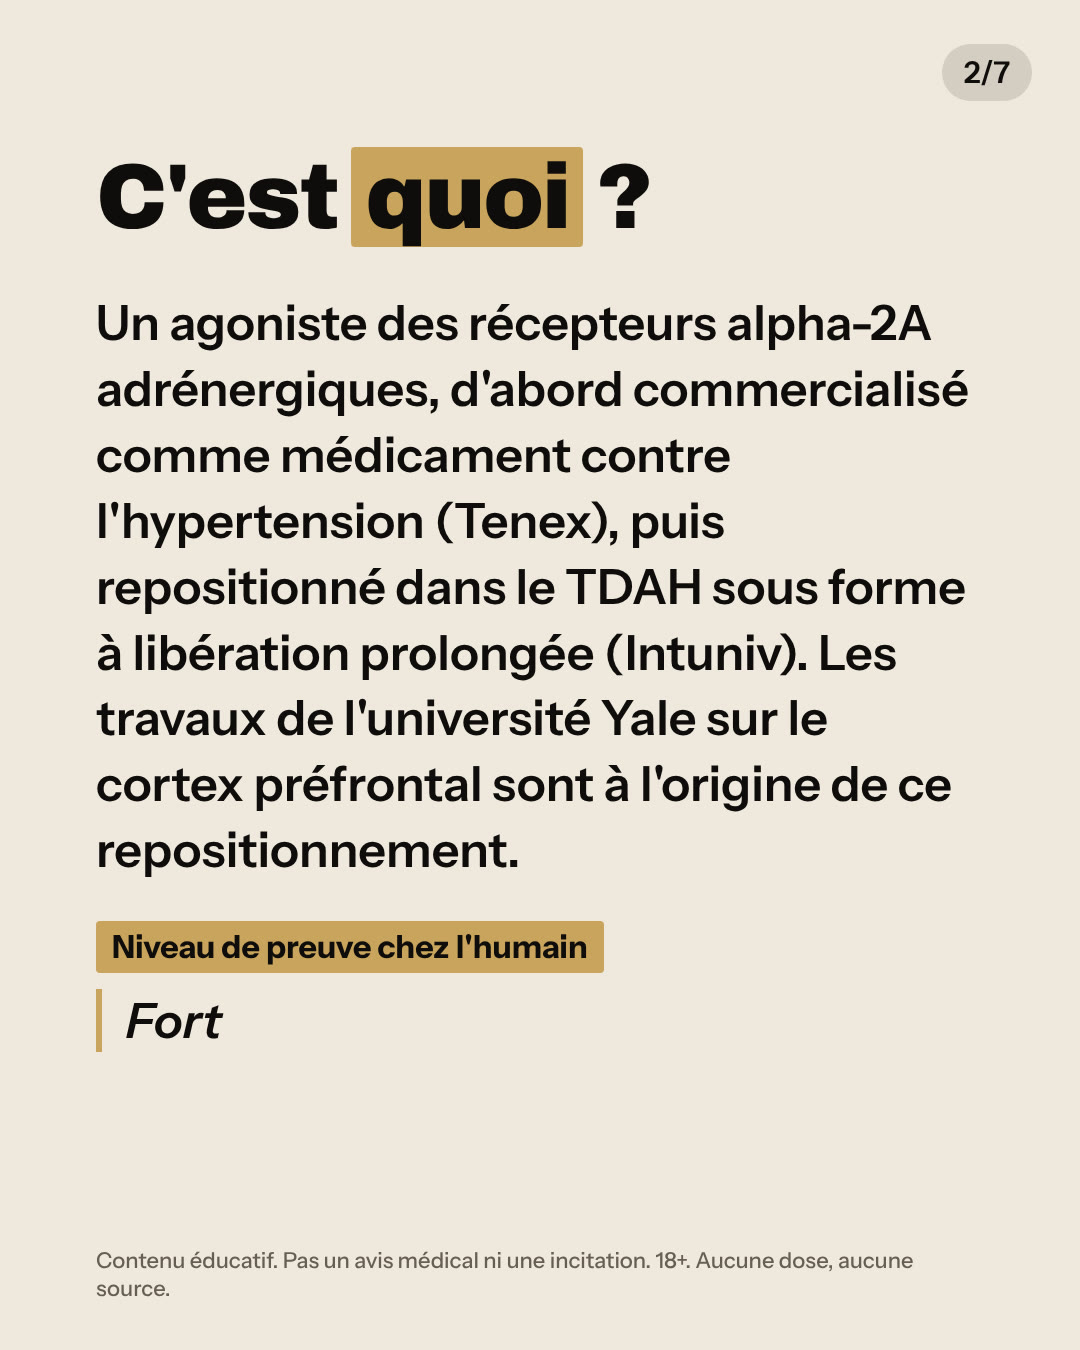 2/7
C'est quoi ?
Un agoniste des récepteurs alpha-2A
adrénergiques, d'abord commercialisé
comme médicament contre
l'hypertension (Tenex), puis
repositionné dans le TDAH sous forme
à libération prolongée (Intuniv). Les
travaux de l'université Yale sur le
cortex préfrontal sont à l'origine de ce
repositionnement.
Niveau de preuve chez l'humain
Fort
Contenu éducatif. Pas un avis médical ni une incitation. 18+. Aucune dose, aucune
source.